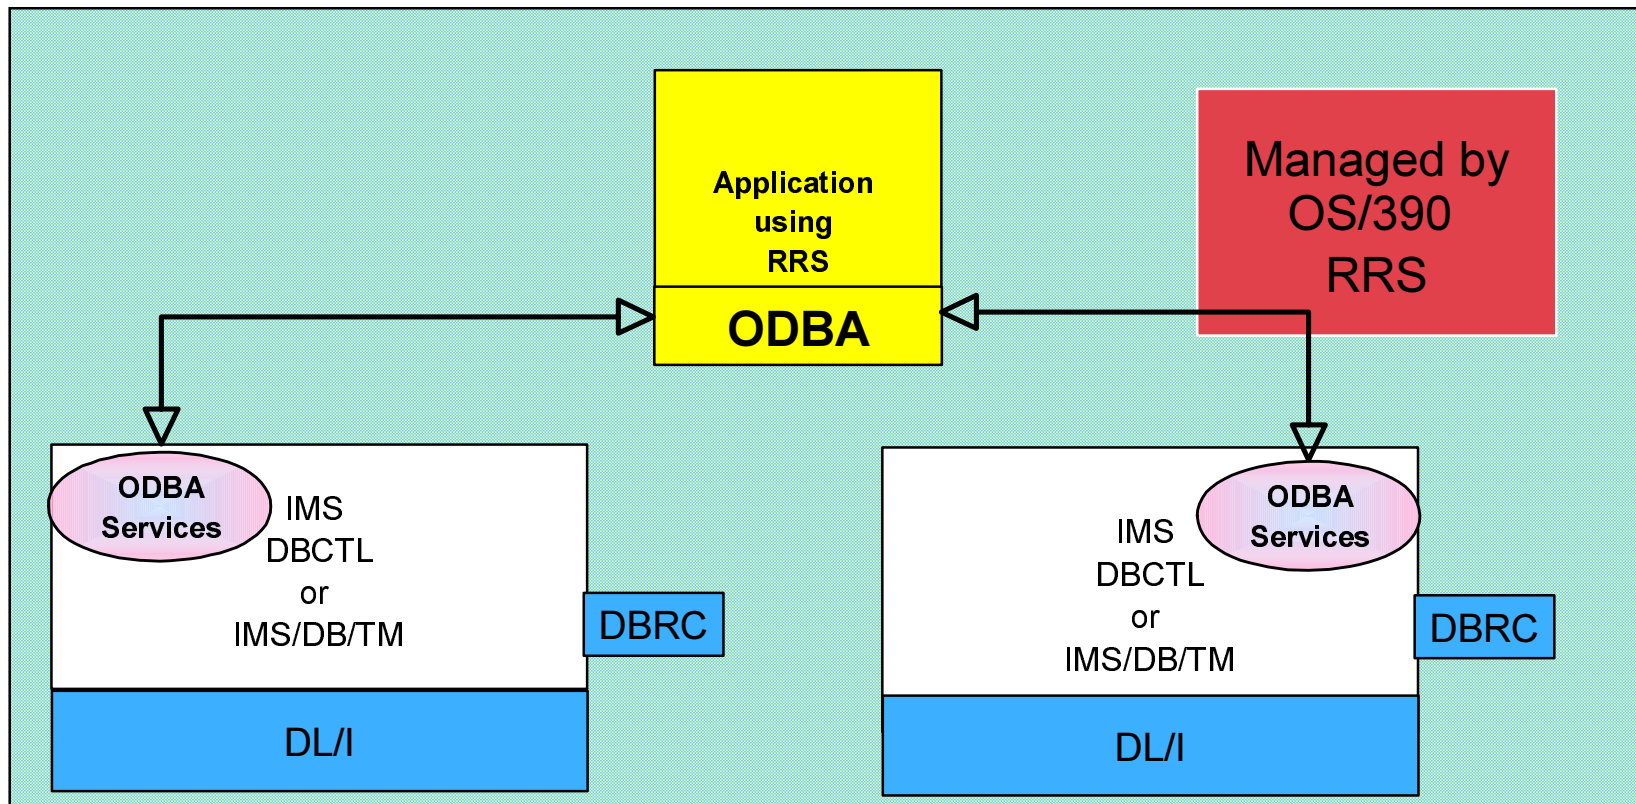 Application
using
RRS
ODBA
Managed by
OS/390
RRS
ODBA
Services
IMS
DBCTL
or
IMS/DB/TM
DBRC
DL/I
ODBA
Services
IMS
DBCTL
or
IMS/DB/TM
DBRC
DL/I